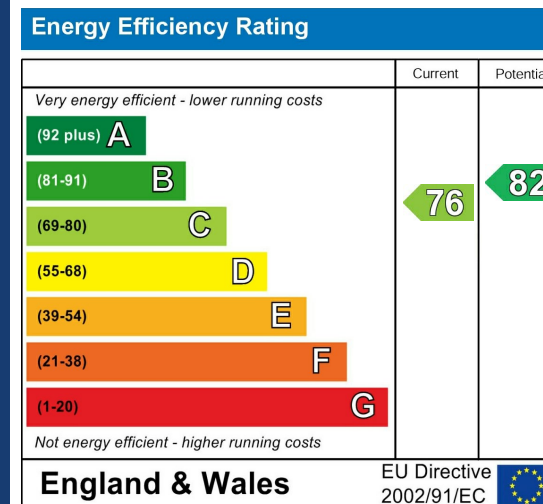 Energy Efficiency Rating
Current Potentia
Very energy efficient - lower running costs
(92 plus) A
(81-91) B
(69-80) C
(55-68) D
(39-54) E
(21-38) F
(1-20) G
76
82
Not energy efficient - higher running costs
England & Wales
EU Directive
2002/91/EC